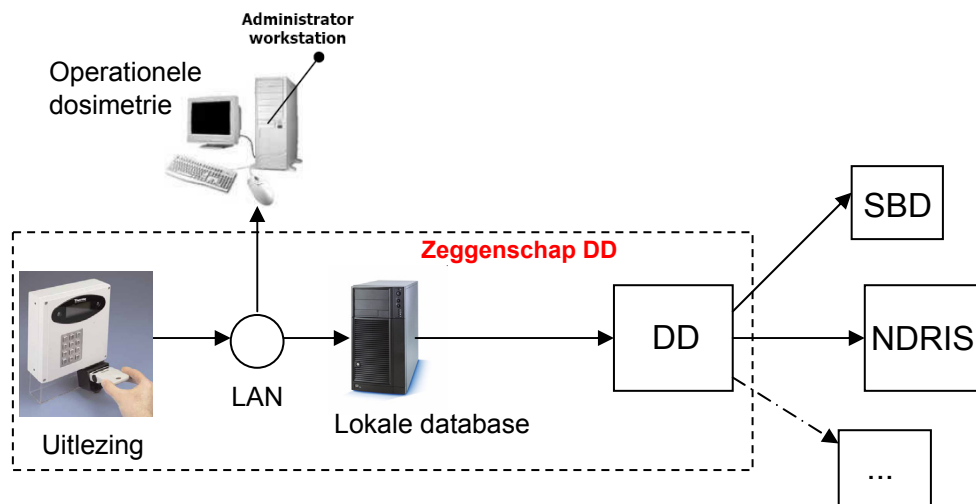 Administrator
workstation
Operationele
dosimetrie
SBD
Zeggenschap DD
DD
NDRIS
LAN
Lokale database
Uitlezing
...